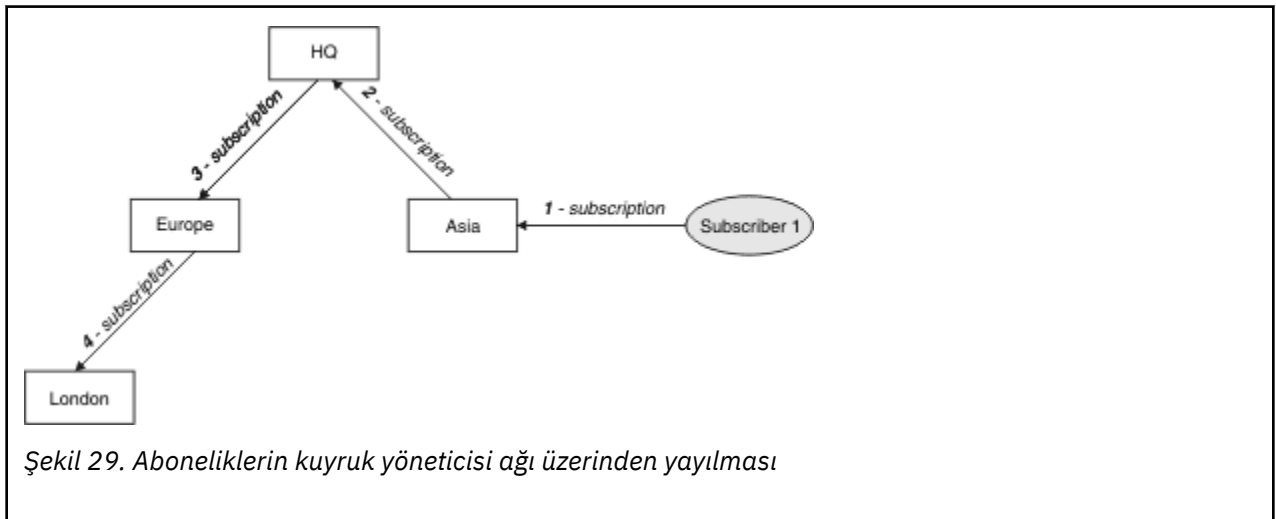 HQ
3 - subscription
2 - subscription
Europe
Asia
1 - subscription
Subscriber 1
4 - subscription
London
Şekil 29. Aboneliklerin kuyruk yöneticisi ağı üzerinden yayılması